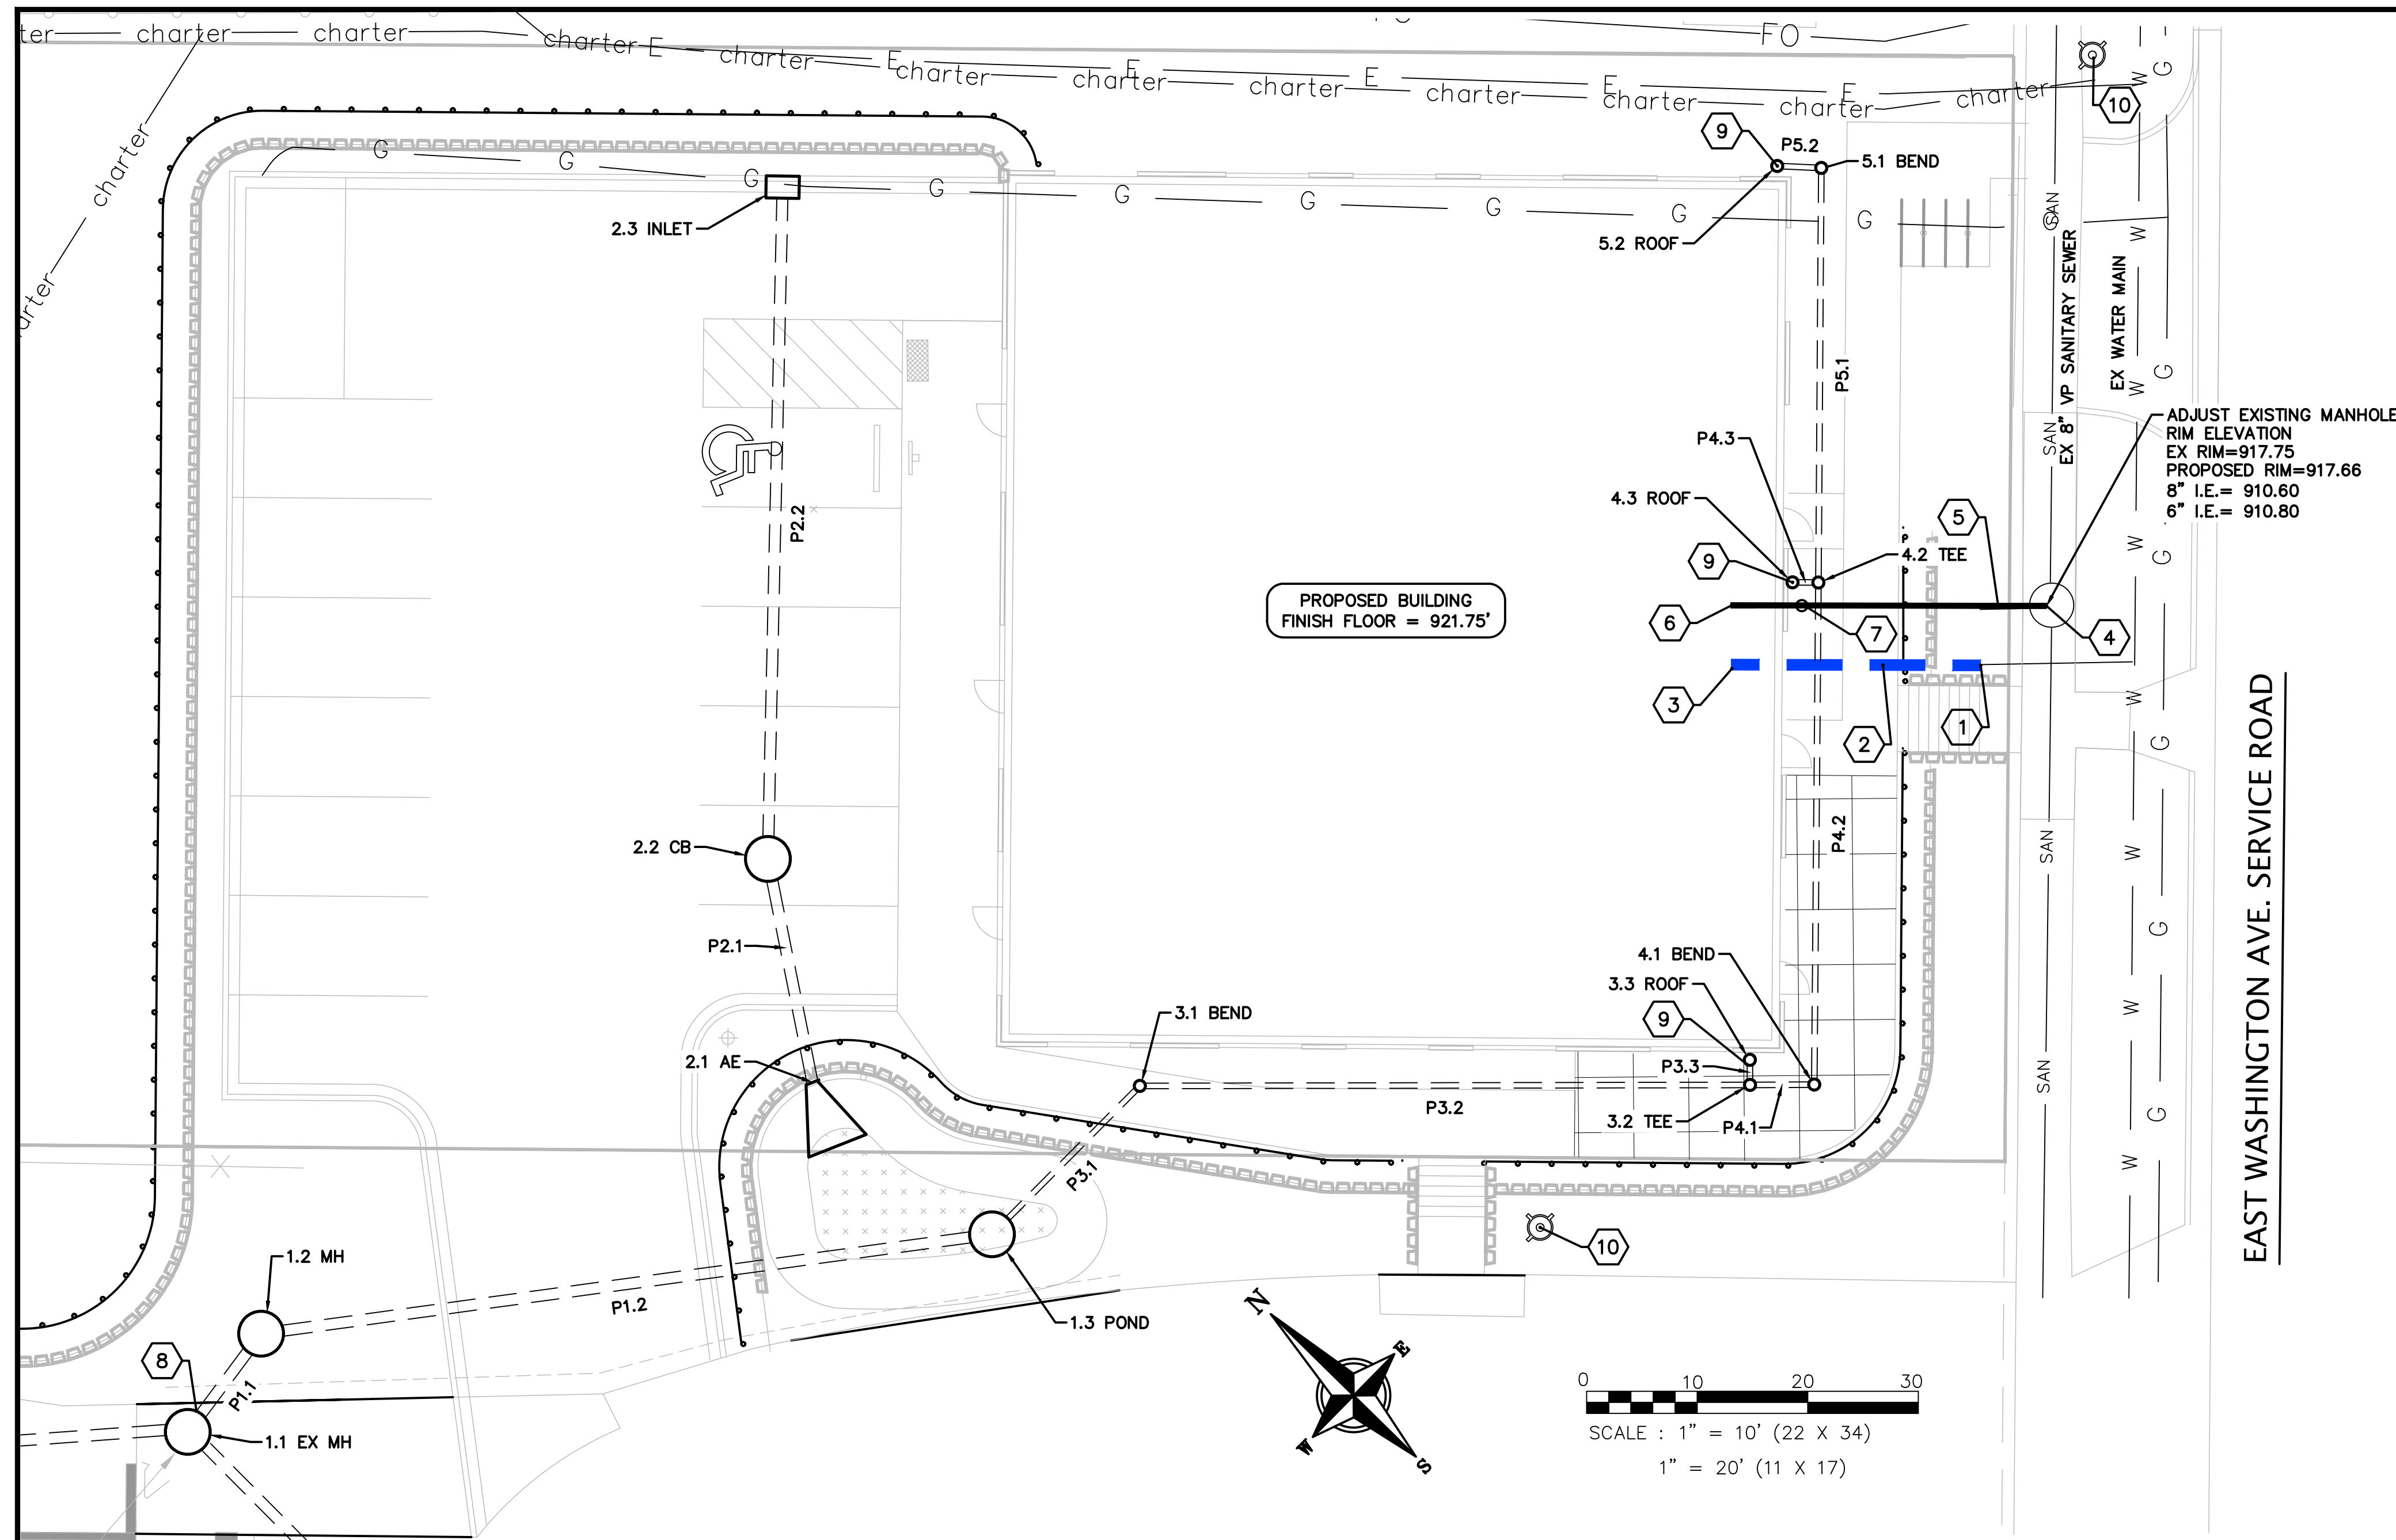 ter charter charter charter E charter E charter E charter charter E charter charter E charter charter E charter
FO
charter
arter
G G G G G G G G G
10
9
P5.2
5.1 BEND
2.3 INLET
5.2 ROOF
SAN
W
G
EX 8" VP SANITARY SEWER
EX WATER MAIN
P5.1
ADJUST EXISTING MANHOLE
RIM ELEVATION
EX RIM=917.75
PROPOSED RIM=917.66
8" I.E.= 910.60
6" I.E.= 910.80
P4.3
4.3 ROOF
P2.2
5
9
4.2 TEE
PROPOSED BUILDING
FINISH FLOOR = 921.75'
6
7
4
3
2
1
EAST WASHINGTON AVE. SERVICE ROAD
2.2 CB
P4.2
SAN
W
G
P2.1
4.1 BEND
3.3 ROOF
3.1 BEND
9
2.1 AE
P3.3
P3.2
3.2 TEE
P4.1
SAN
W
G
P3.1
1.2 MH
10
P1.2
1.3 POND
8
P1.1
1.1 EX MH
N
E
W
S
0 10 20 30
SCALE : 1" = 10' (22 X 34)
1" = 20' (11 X 17)